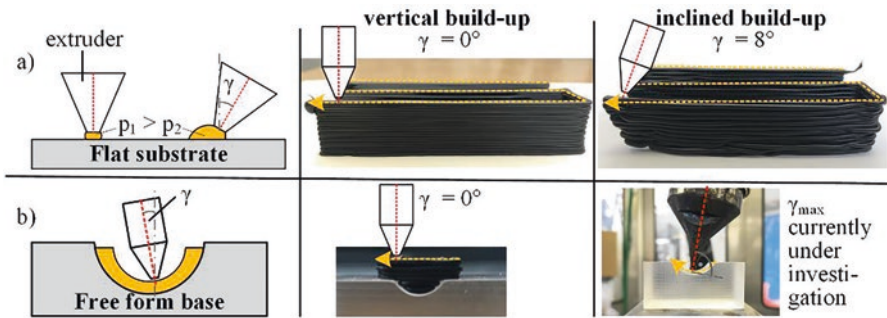 extruder
vertical build-up
γ = 0°
inclined build-up
γ = 8°
a)
γ
p₁ > p₂
Flat substrate
b)
γ
Free form base
γ = 0°
γmax
currently
under
investi-
gation